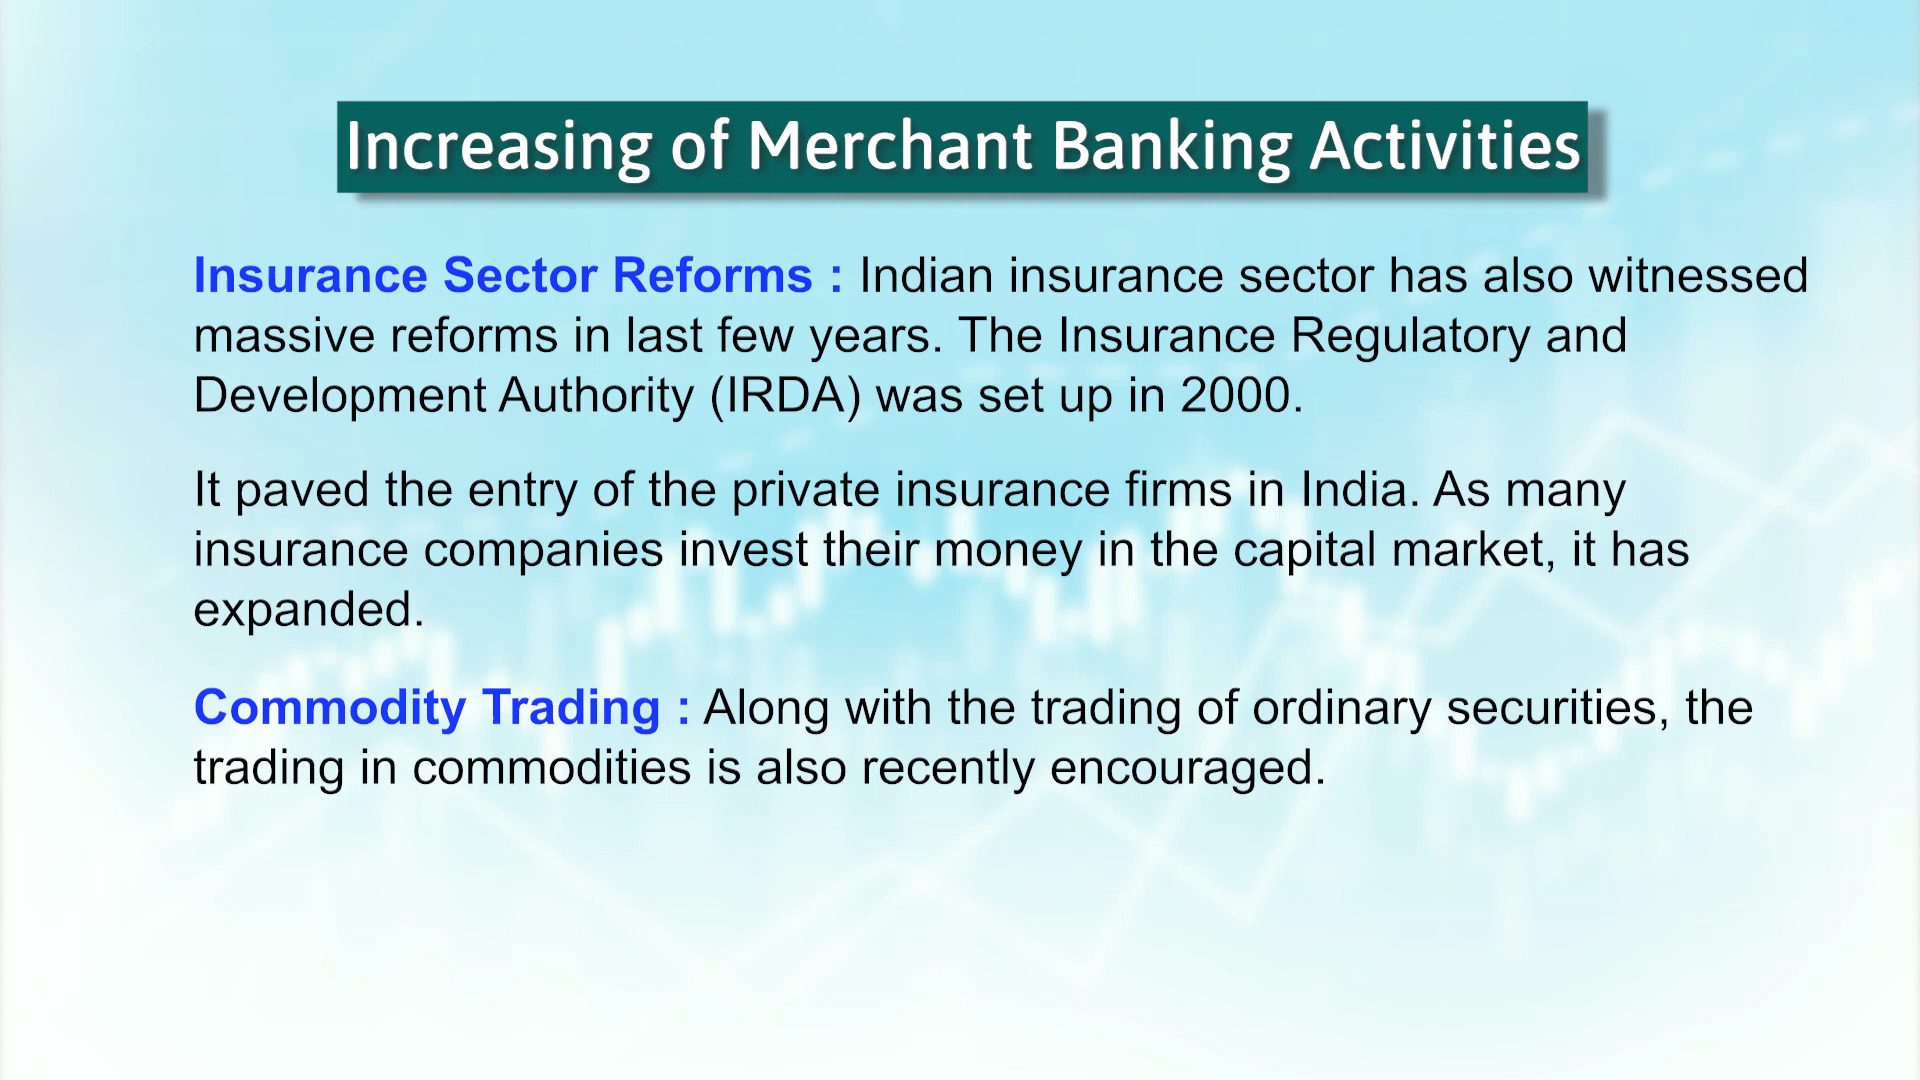 Increasing of Merchant Banking Activities
Insurance Sector Reforms : Indian insurance sector has also witnessed
massive reforms in last few years. The Insurance Regulatory and
Development Authority (IRDA) was set up in 2000.
It paved the entry of the private insurance firms in India. As many
insurance companies invest their money in the capital market, it has
expanded.
Commodity Trading : Along with the trading of ordinary securities, the
trading in commodities is also recently encouraged.